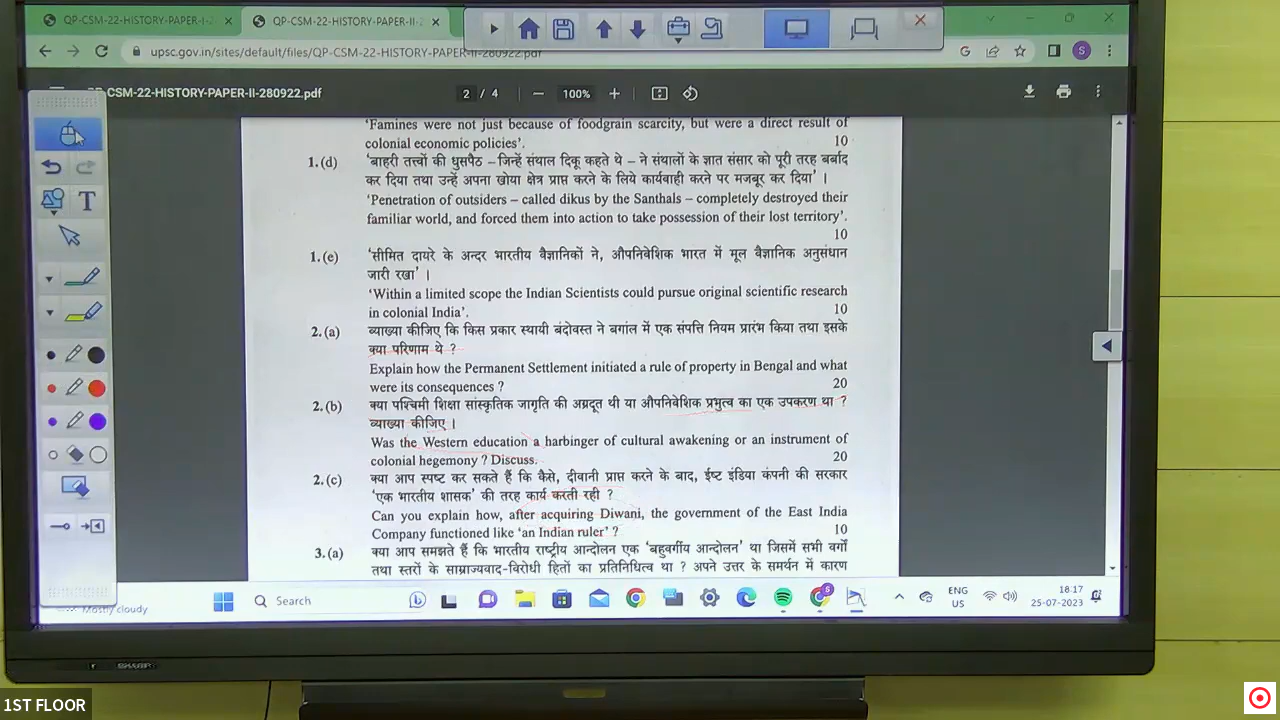 QP-CSM-22-HISTORY-PAPER-I-2
QP-CSM-22-HISTORY-PAPER-II-2
upsc.gov.in/sites/default/files/QP-CSM-22-HISTORY-PAPER-II-280922.pdf
G
S
-CSM-22-HISTORY-PAPER-II-280922.pdf
2 / 4
100%
T
'Famines were not just because of foodgrain scarcity, but were a direct result of
colonial economic policies'. 10
1.(d) 'बाहरी तत्त्वों की घुसपैठ – जिन्हें संथाल दिकू कहते थे – ने संथालों के ज्ञात संसार को पूरी तरह बर्बाद
कर दिया तथा उन्हें अपना खोया क्षेत्र प्राप्त करने के लिये कार्यवाही करने पर मजबूर कर दिया' ।
'Penetration of outsiders – called dikus by the Santhals – completely destroyed their
familiar world, and forced them into action to take possession of their lost territory'.
10
1.(e) 'सीमित दायरे के अन्दर भारतीय वैज्ञानिकों ने, औपनिवेशिक भारत में मूल वैज्ञानिक अनुसंधान
जारी रखा' ।
'Within a limited scope the Indian Scientists could pursue original scientific research
in colonial India'. 10
2.(a) व्याख्या कीजिए कि किस प्रकार स्थायी बंदोवस्त ने बगांल में एक संपत्ति नियम प्रारंभ किया तथा इसके
क्या परिणाम थे ?
Explain how the Permanent Settlement initiated a rule of property in Bengal and what
were its consequences ? 20
2.(b) क्या पश्चिमी शिक्षा सांस्कृतिक जागृति की अग्रदूत थी या औपनिवेशिक प्रभुत्व का एक उपकरण था ?
व्याख्या कीजिए ।
Was the Western education a harbinger of cultural awakening or an instrument of
colonial hegemony ? Discuss. 20
2.(c) क्या आप स्पष्ट कर सकते हैं कि कैसे, दीवानी प्राप्त करने के बाद, ईष्ट इंडिया कंपनी की सरकार
'एक भारतीय शासक' की तरह कार्य करती रही ?
Can you explain how, after acquiring Diwani, the government of the East India
Company functioned like 'an Indian ruler' ? 10
3.(a) क्या आप समझते हैं कि भारतीय राष्ट्रीय आन्दोलन एक 'बहुवर्गीय आन्दोलन' था जिसमें सभी वर्गों
तथा स्तरों के साम्राज्यवाद-विरोधी हितों का प्रतिनिधित्व था ? अपने उत्तर के समर्थन में कारण
Mostly cloudy
Search
ENG
US
18.17
25-07-2023
SHARP
1ST FLOOR